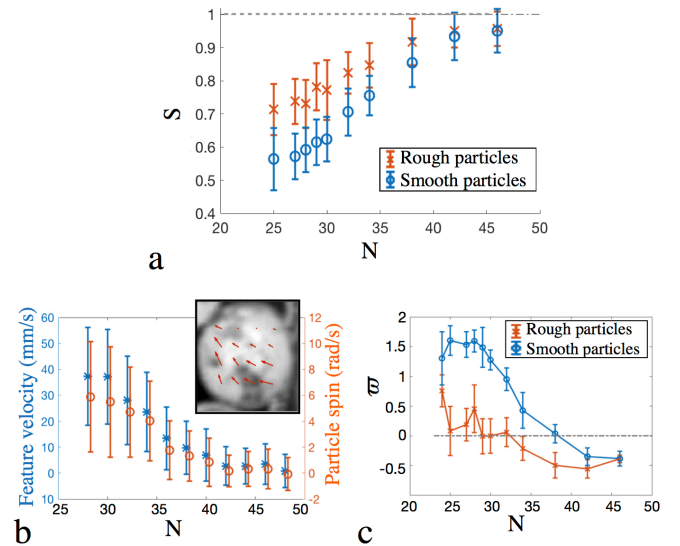 1
0.9
0.8
0.7
0.6
0.5
0.4
S
Rough particles
Smooth particles
20 25 30 35 40 45 50
N
a
60
50
40
30
20
10
0
10
Feature velocity (mm/s)
12
10
8
6
4
2
0
-2
Particle spin (rad/s)
25 30 35 40 45 50
N
b
2
1.5
1
0.5
0
-0.5
ϖ
Rough particles
Smooth particles
20 25 30 35 40 45 50
N
c